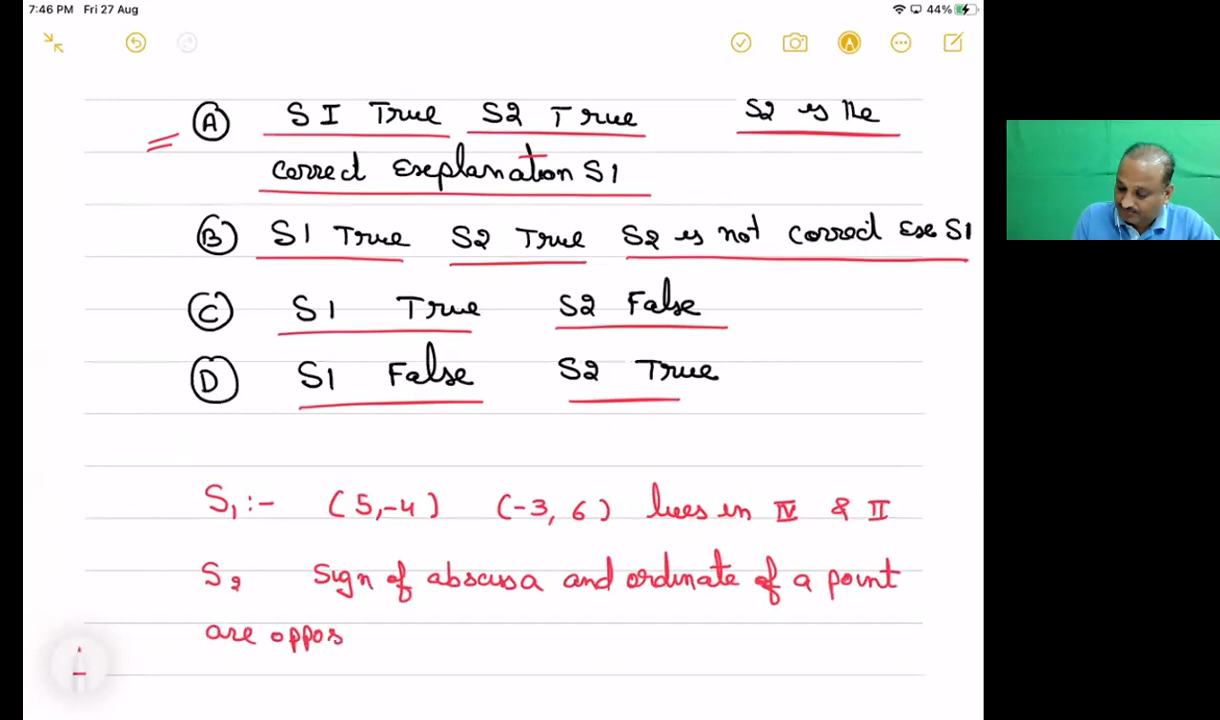 7:46 PM Fri 27 Aug 44%
A SI True S2 True S2 is the
correct Exeplanation S1
B S1 True S2 True S2 is not correct Exe S1
C S1 True S2 False
D S1 False S2 True
S1 :- (5,-4) (-3, 6) lies in IV & II
S2 Sign of abscissa and ordinate of a point
are oppos